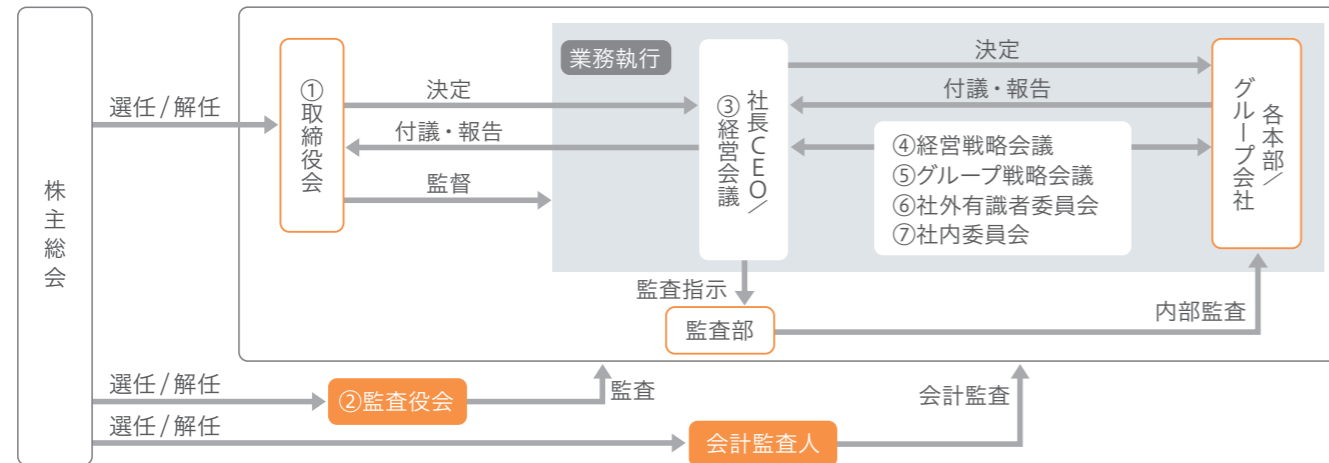 株主総会
選任/解任
①取締役会
決定
付議・報告
監督
業務執行
社長CEO/
③経営会議
決定
付議・報告
④経営戦略会議
⑤グループ戦略会議
⑥社外有識者委員会
⑦社内委員会
各本部/
グループ会社
監査指示
監査部
内部監査
選任/解任
②監査役会
監査
会計監査
選任/解任
会計監査人